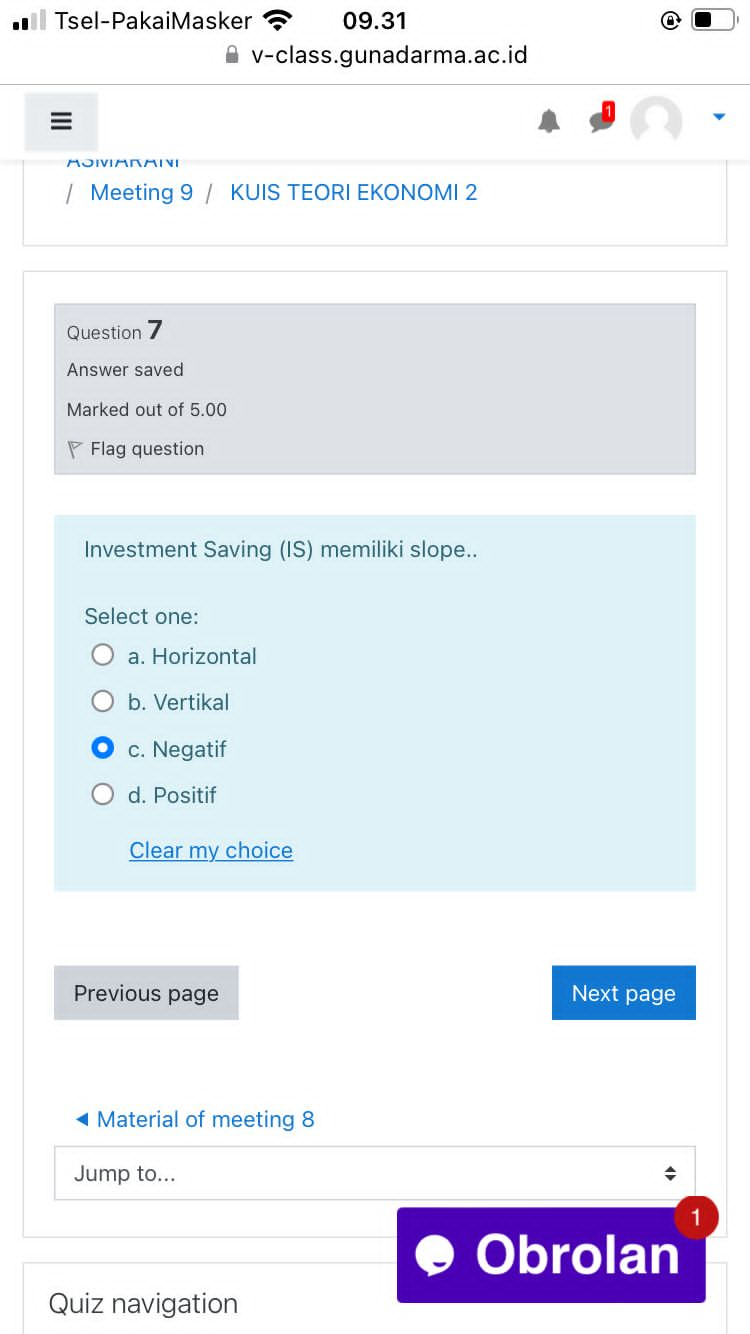 Tsel-PakaiMasker 09.31
v-class.gunadarma.ac.id
1
ASMARANI
/ Meeting 9 / KUIS TEORI EKONOMI 2
Question 7
Answer saved
Marked out of 5.00
Flag question
Investment Saving (IS) memiliki slope..
Select one:
a. Horizontal
b. Vertikal
c. Negatif
d. Positif
Clear my choice
Previous page
Next page
◄ Material of meeting 8
Jump to...
1
Obrolan
Quiz navigation